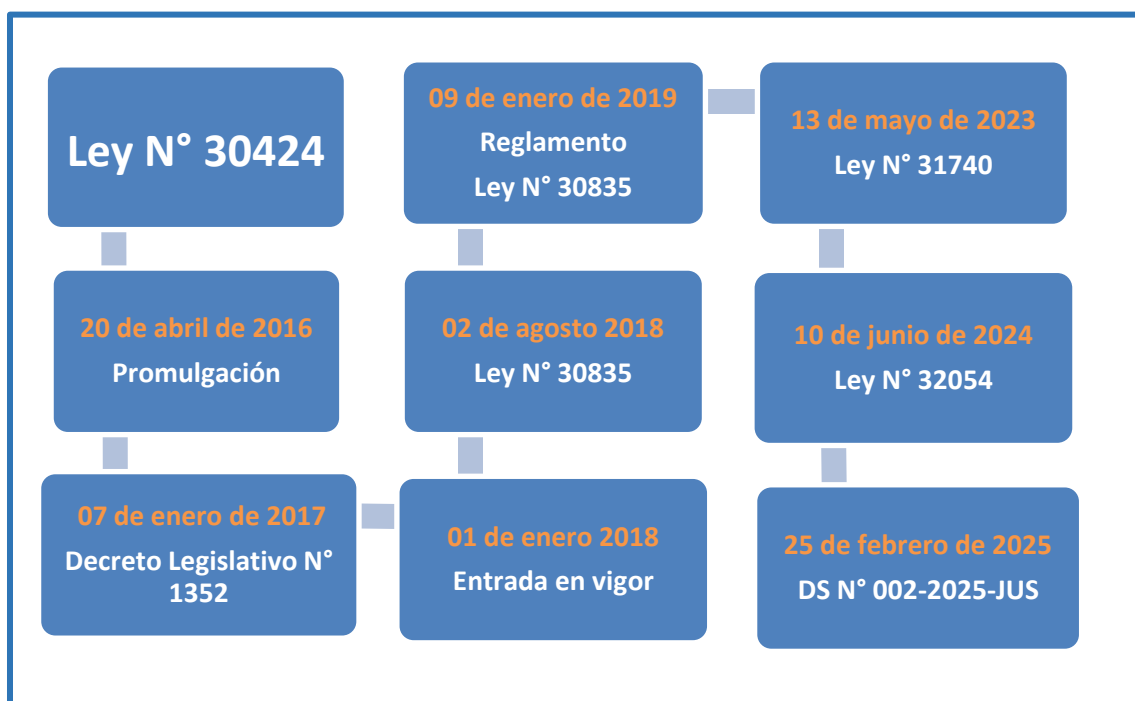 Ley N° 30424
20 de abril de 2016
Promulgación
07 de enero de 2017
Decreto Legislativo N°
1352
01 de enero 2018
Entrada en vigor
02 de agosto 2018
Ley N° 30835
09 de enero de 2019
Reglamento
Ley N° 30835
13 de mayo de 2023
Ley N° 31740
10 de junio de 2024
Ley N° 32054
25 de febrero de 2025
DS N° 002-2025-JUS